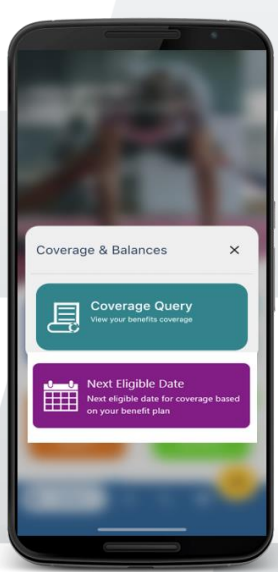 Coverage & Balances
Coverage Query
View your benefits coverage
Next Eligible Date
Next eligible date for coverage based
on your benefit plan